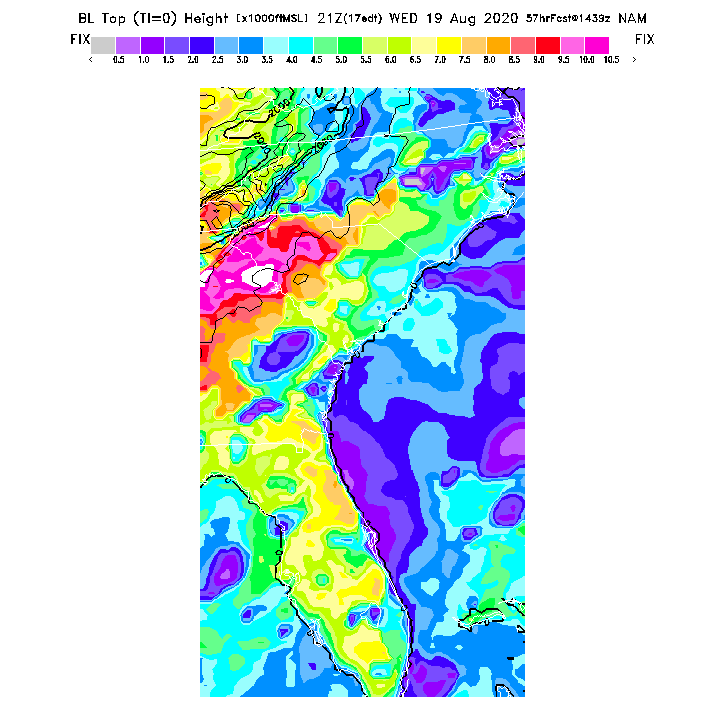 BL Top (TI=0) Height [x1000ftMSL] 21Z(17edt) WED 19 Aug 2020 57hrFcst@1439z NAM
FIX FIX
< 0.5 1.0 1.5 2.0 2.5 3.0 3.5 4.0 4.5 5.0 5.5 6.0 6.5 7.0 7.5 8.0 8.5 9.0 9.5 10.0 10.5 >
2000